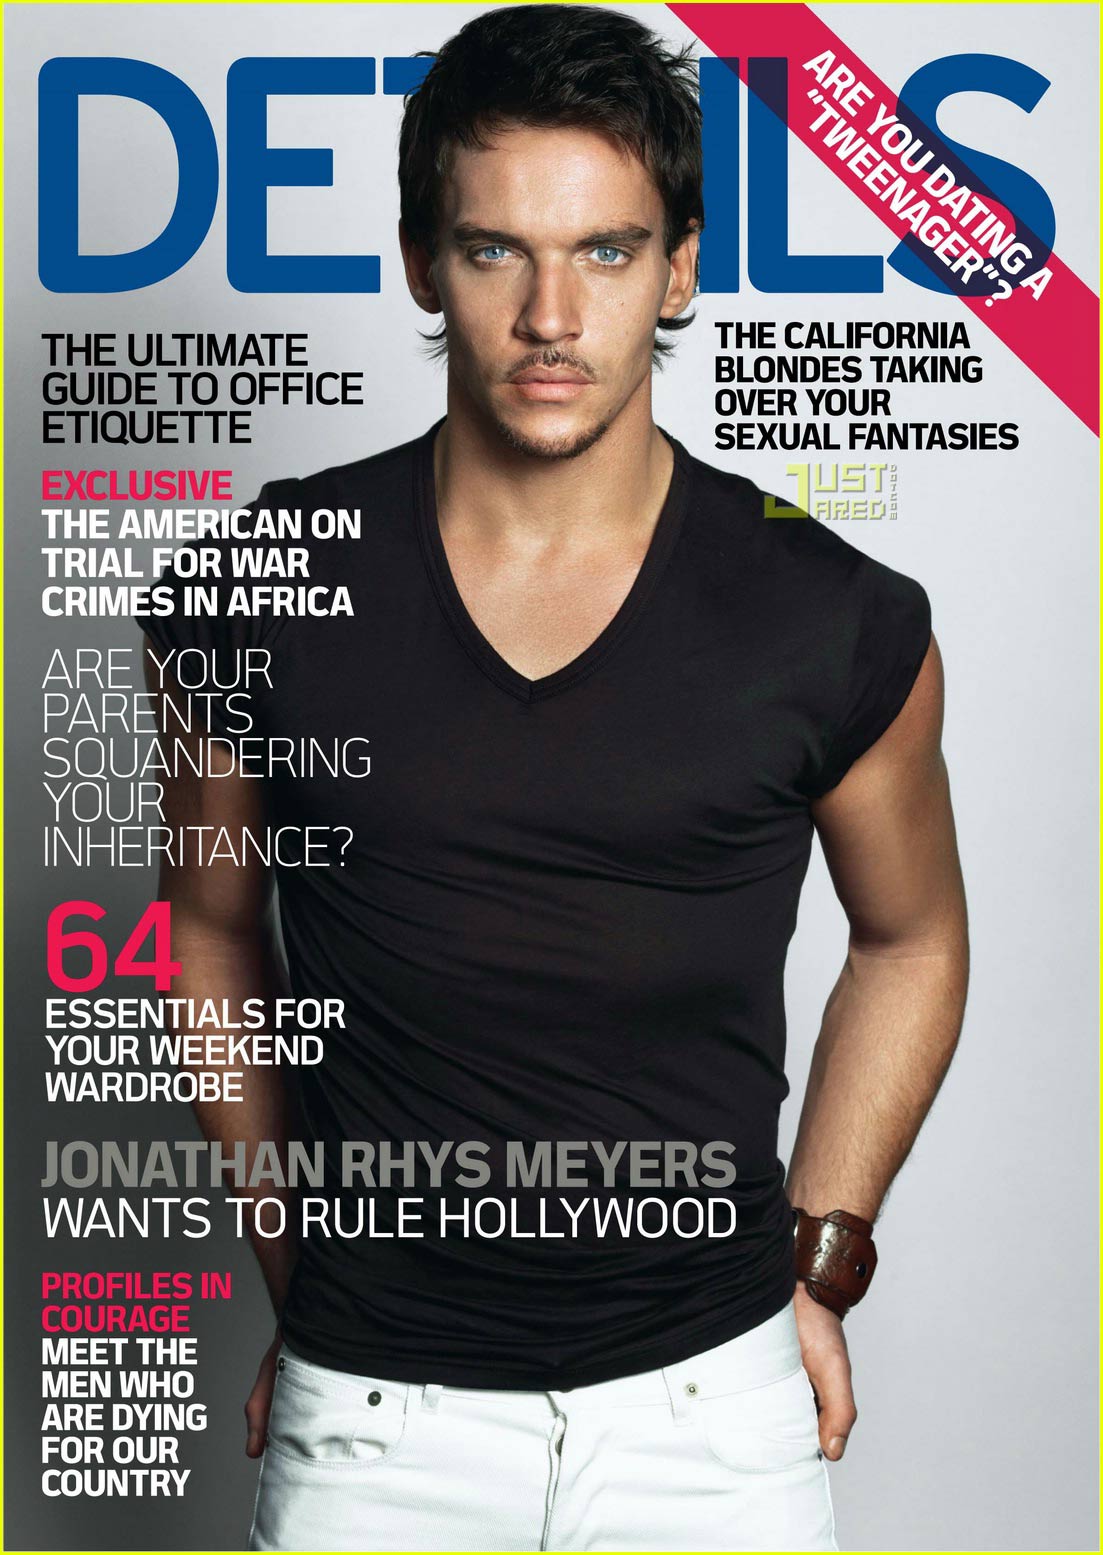 DETAILS
ARE YOU DATING A
"TWEENAGER"?
THE ULTIMATE
GUIDE TO OFFICE
ETIQUETTE
THE CALIFORNIA
BLONDES TAKING
OVER YOUR
SEXUAL FANTASIES
JUST
JARED
DOTCOM
EXCLUSIVE
THE AMERICAN ON
TRIAL FOR WAR
CRIMES IN AFRICA
ARE YOUR
PARENTS
SQUANDERING
YOUR
INHERITANCE?
64
ESSENTIALS FOR
YOUR WEEKEND
WARDROBE
JONATHAN RHYS MEYERS
WANTS TO RULE HOLLYWOOD
PROFILES IN
COURAGE
MEET THE
MEN WHO
ARE DYING
FOR OUR
COUNTRY